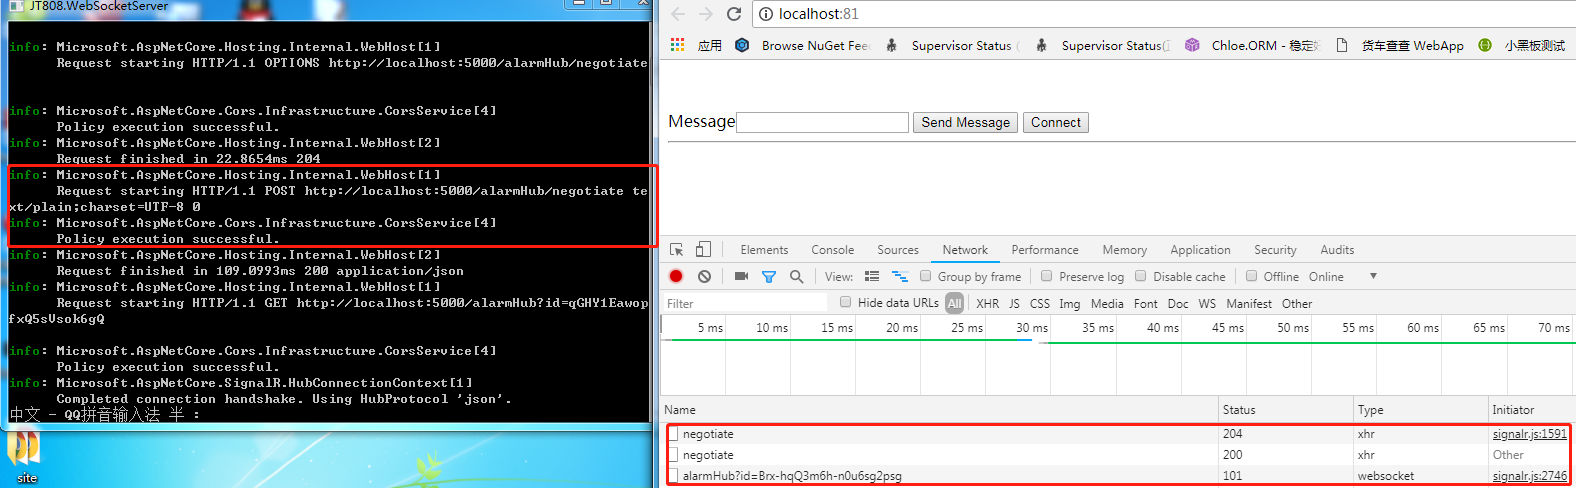 JT808.WebSocketServer
info: Microsoft.AspNetCore.Hosting.Internal.WebHost[1]
Request starting HTTP/1.1 OPTIONS http://localhost:5000/alarmHub/negotiate
info: Microsoft.AspNetCore.Cors.Infrastructure.CorsService[4]
Policy execution successful.
info: Microsoft.AspNetCore.Hosting.Internal.WebHost[2]
Request finished in 22.8654ms 204
info: Microsoft.AspNetCore.Hosting.Internal.WebHost[1]
Request starting HTTP/1.1 POST http://localhost:5000/alarmHub/negotiate te
xt/plain;charset=UTF-8 0
info: Microsoft.AspNetCore.Cors.Infrastructure.CorsService[4]
Policy execution successful.
info: Microsoft.AspNetCore.Hosting.Internal.WebHost[2]
Request finished in 109.0993ms 200 application/json
info: Microsoft.AspNetCore.Hosting.Internal.WebHost[1]
Request starting HTTP/1.1 GET http://localhost:5000/alarmHub?id=qGHY1Eawop
fxQ5sVsok6gQ
info: Microsoft.AspNetCore.Cors.Infrastructure.CorsService[4]
Policy execution successful.
info: Microsoft.AspNetCore.SignalR.HubConnectionContext[1]
Completed connection handshake. Using HubProtocol 'json'.
中文 - QQ拼音输入法 半 :
site
localhost:81
应用 Browse NuGet Fee Supervisor Status ( Supervisor Status(I Chloe.ORM - 稳定好 货车查查 WebApp 小黑板测试
Message Send Message Connect
Elements Console Sources Network Performance Memory Application Security Audits
View: Group by frame Preserve log Disable cache Offline Online
Filter Hide data URLs All XHR JS CSS Img Media Font Doc WS Manifest Other
5 ms 10 ms 15 ms 20 ms 25 ms 30 ms 35 ms 40 ms 45 ms 50 ms 55 ms 60 ms 65 ms 70 ms
Name Status Type Initiator
negotiate 204 xhr signalr.js:1591
negotiate 200 xhr Other
alarmHub?id=Brx-hqQ3m6h-n0u6sg2psg 101 websocket signalr.js:2746